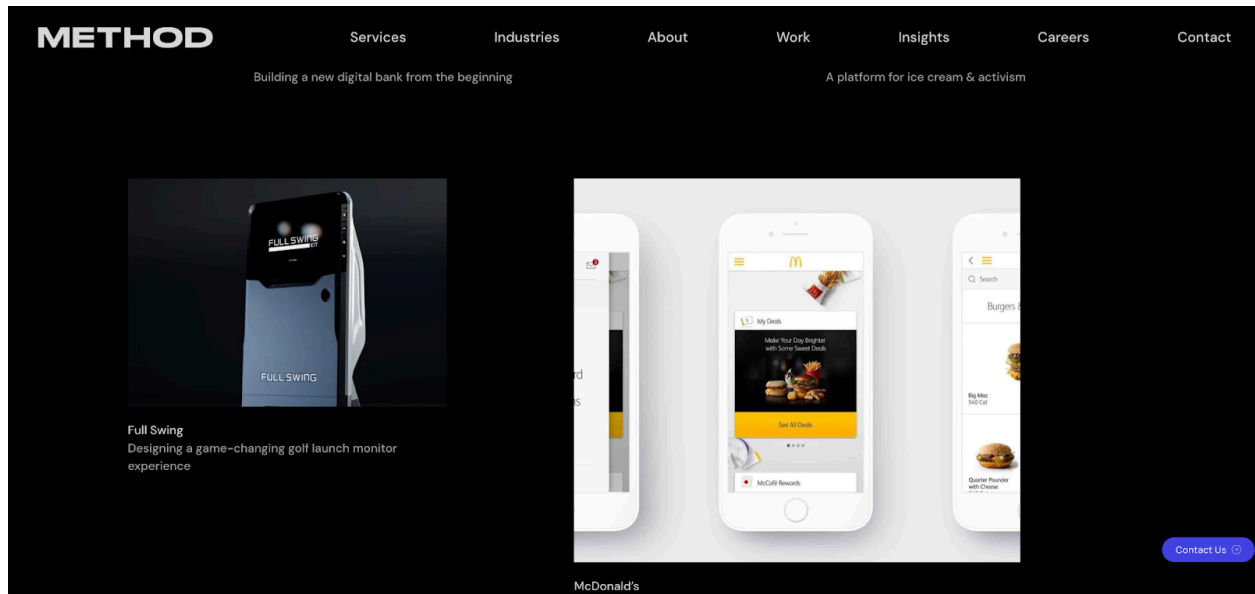 METHOD
Services
Industries
About
Work
Insights
Careers
Contact
Building a new digital bank from the beginning
A platform for ice cream & activism
FULL SWING
KIT
FULL SWING
Full Swing
Designing a game-changing golf launch monitor
experience
My Deals
Make Your Day Brighter
with Some Sweet Deals
See All Deals
McCafé Rewards
Search
Burgers &
Big Mac
540 Cal
Quarter Pounder
with Cheese
McDonald's
Contact Us